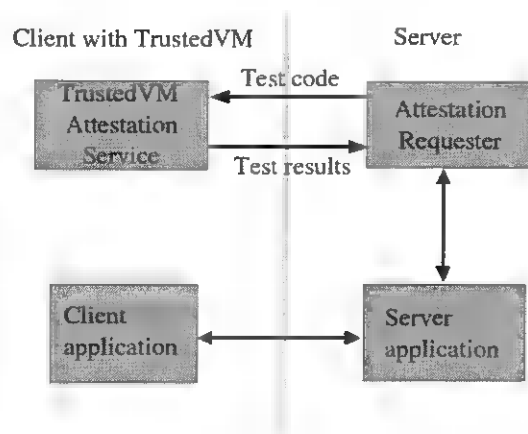 Client with TrustedVM
Server
Test code
TrustedVM
Attestation
Service
Attestation
Requester
Test results
Client
application
Server
application